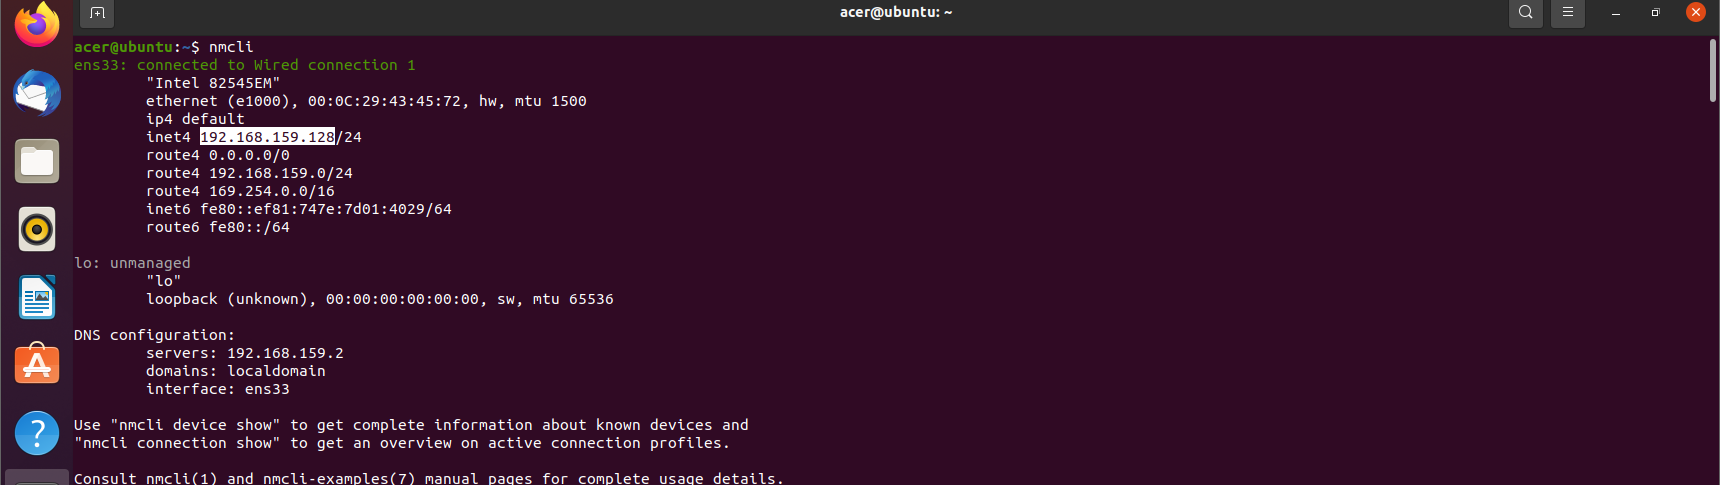 acer@ubuntu: ~
acer@ubuntu:~$ nmcli
ens33: connected to Wired connection 1
"Intel 82545EM"
ethernet (e1000), 00:0C:29:43:45:72, hw, mtu 1500
ip4 default
inet4 192.168.159.128/24
route4 0.0.0.0/0
route4 192.168.159.0/24
route4 169.254.0.0/16
inet6 fe80::ef81:747e:7d01:4029/64
route6 fe80::/64
lo: unmanaged
"lo"
loopback (unknown), 00:00:00:00:00:00, sw, mtu 65536
DNS configuration:
servers: 192.168.159.2
domains: localdomain
interface: ens33
Use "nmcli device show" to get complete information about known devices and
"nmcli connection show" to get an overview on active connection profiles.
Consult nmcli(1) and nmcli-examples(7) manual pages for complete usage details.